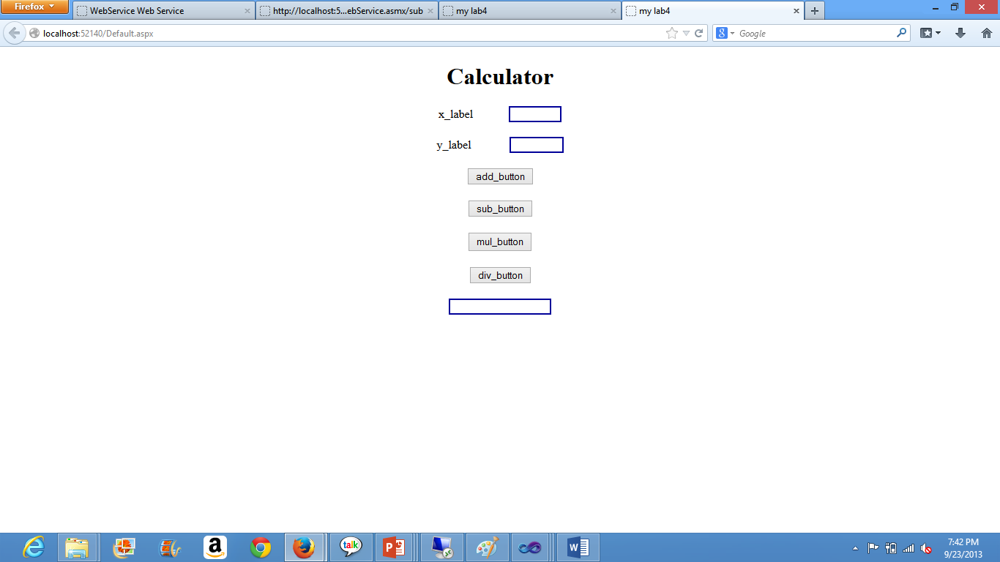 Firefox
WebService Web Service
http://localhost:5...ebService.asmx/sub
my lab4
my lab4
localhost:52140/Default.aspx
Google
Calculator
x_label
y_label
add_button
sub_button
mul_button
div_button
talk
7:42 PM
9/23/2013